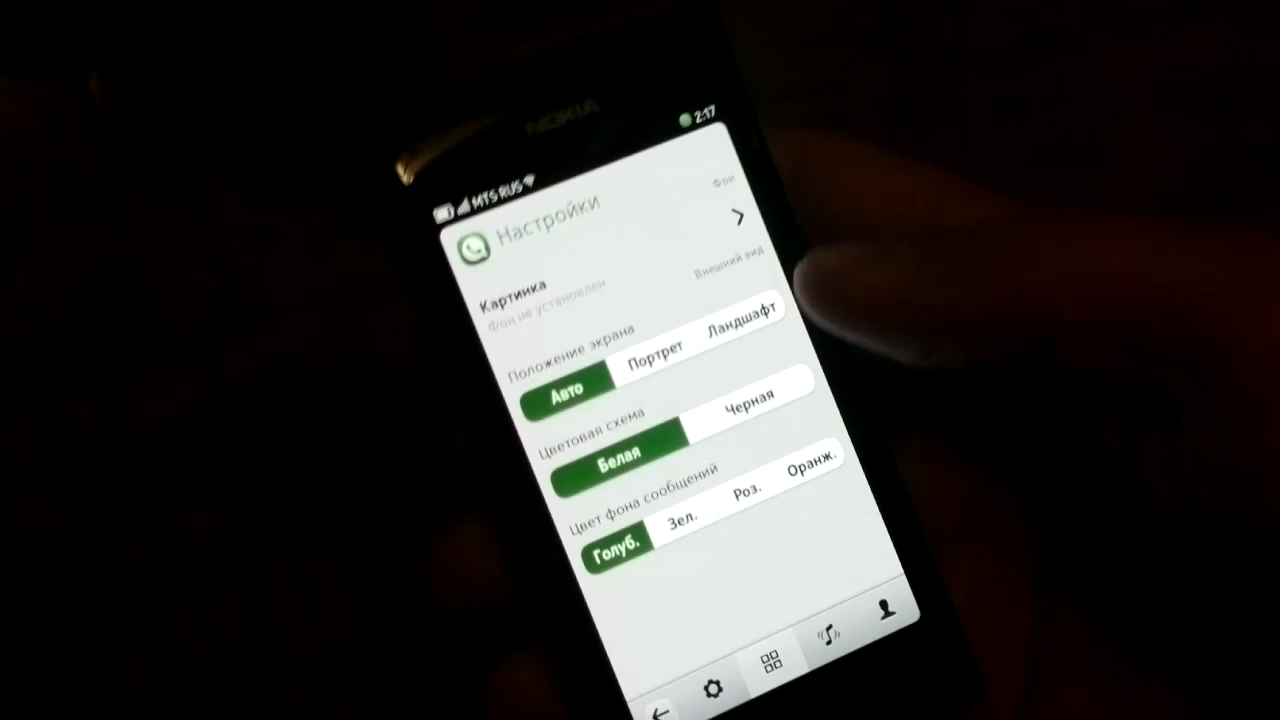 NOKIA
MTS RUS 2:17
Настройки
Фон
Картинка
Фон не установлен
Внешний вид
Положение экрана
Авто Портрет Ландшафт
Цветовая схема
Белая Черная
Цвет фона сообщений
Голуб. Зел. Роз. Оранж.